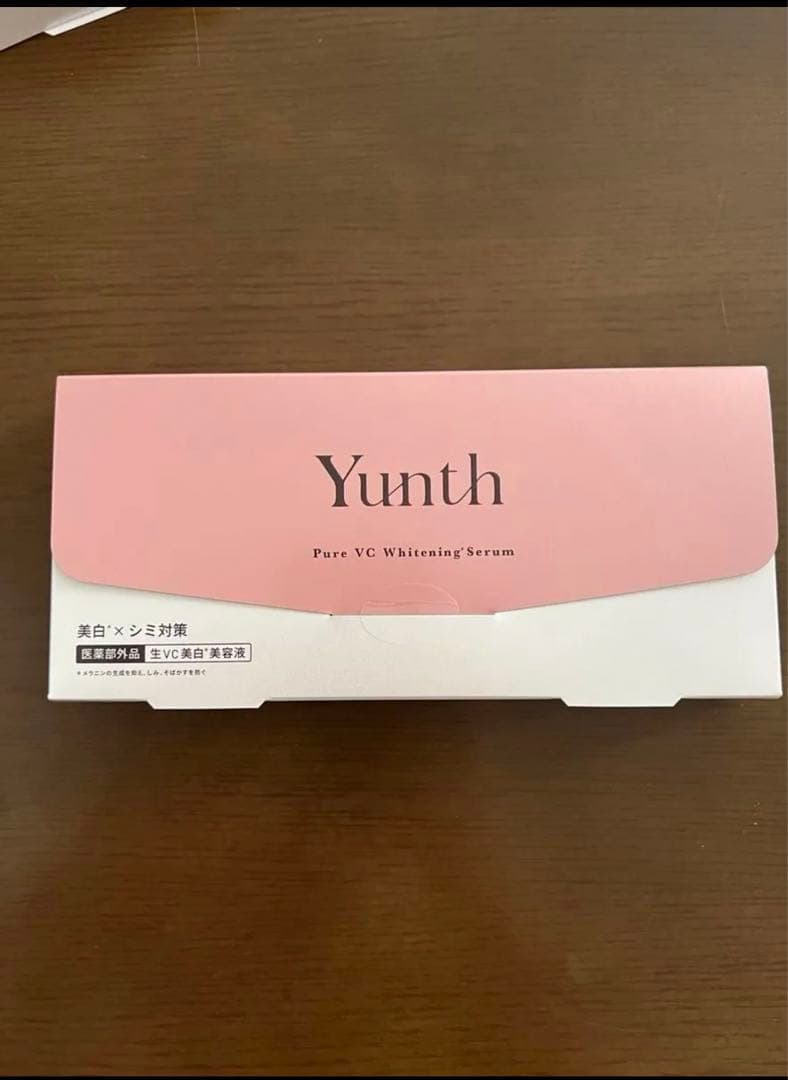 Yunth
Pure VC Whitening*Serum
美白*×シミ対策
医薬部外品 生VC美白*美容液
*メラニンの生成を抑え、しみ、そばかすを防ぐ